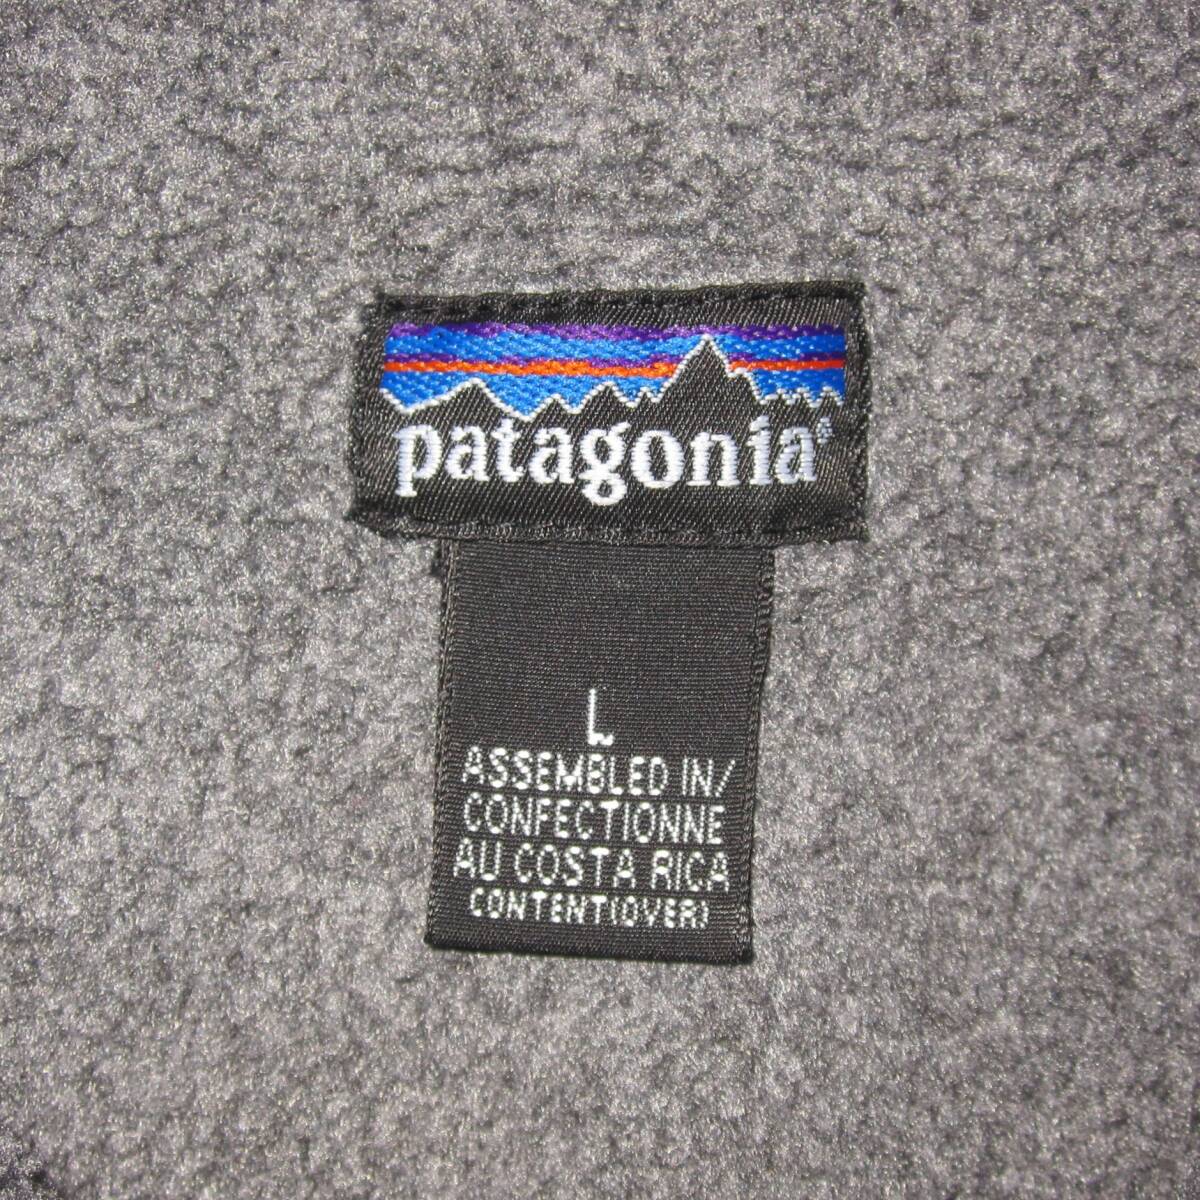 patagonia®
L
ASSEMBLED IN/
CONFECTIONNE
AU COSTA RICA
CONTENT(OVER)